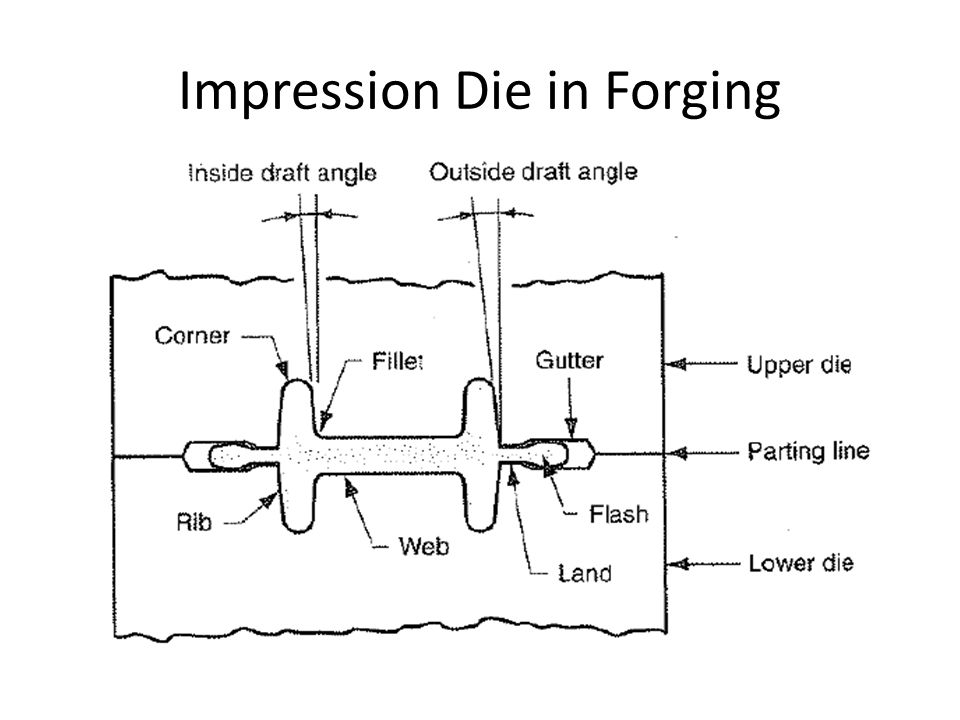 Impression Die in Forging
Inside draft angle
Outside draft angle
Corner
Fillet
Gutter
Upper die
Parting line
Rib
Web
Flash
Land
Lower die